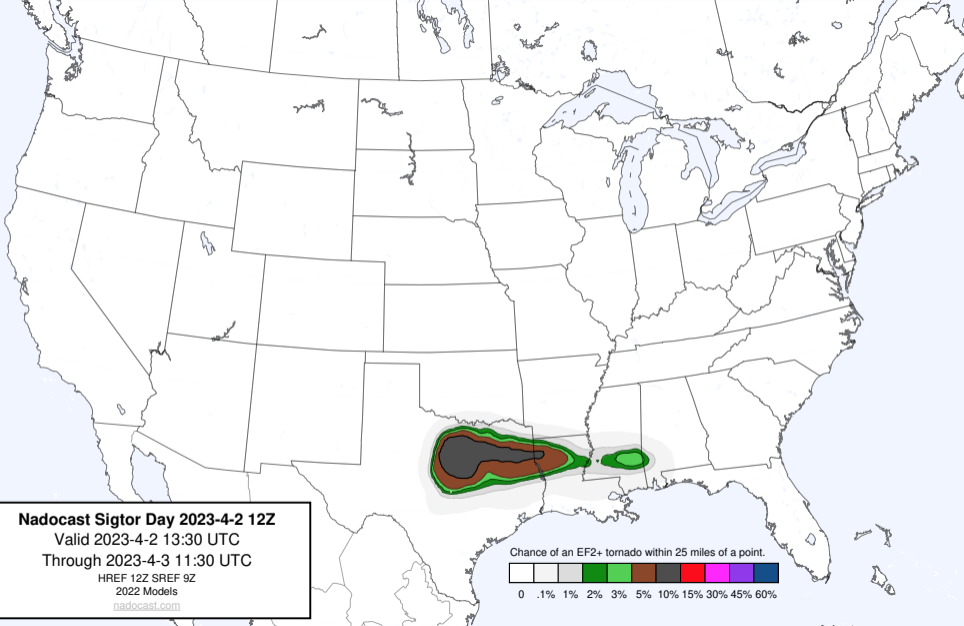 Nadocast Sigtor Day 2023-4-2 12Z
Valid 2023-4-2 13:30 UTC
Through 2023-4-3 11:30 UTC
HREF 12Z SREF 9Z
2022 Models
nadocast.com
Chance of an EF2+ tornado within 25 miles of a point.
0 .1% 1% 2% 3% 5% 10% 15% 30% 45% 60%